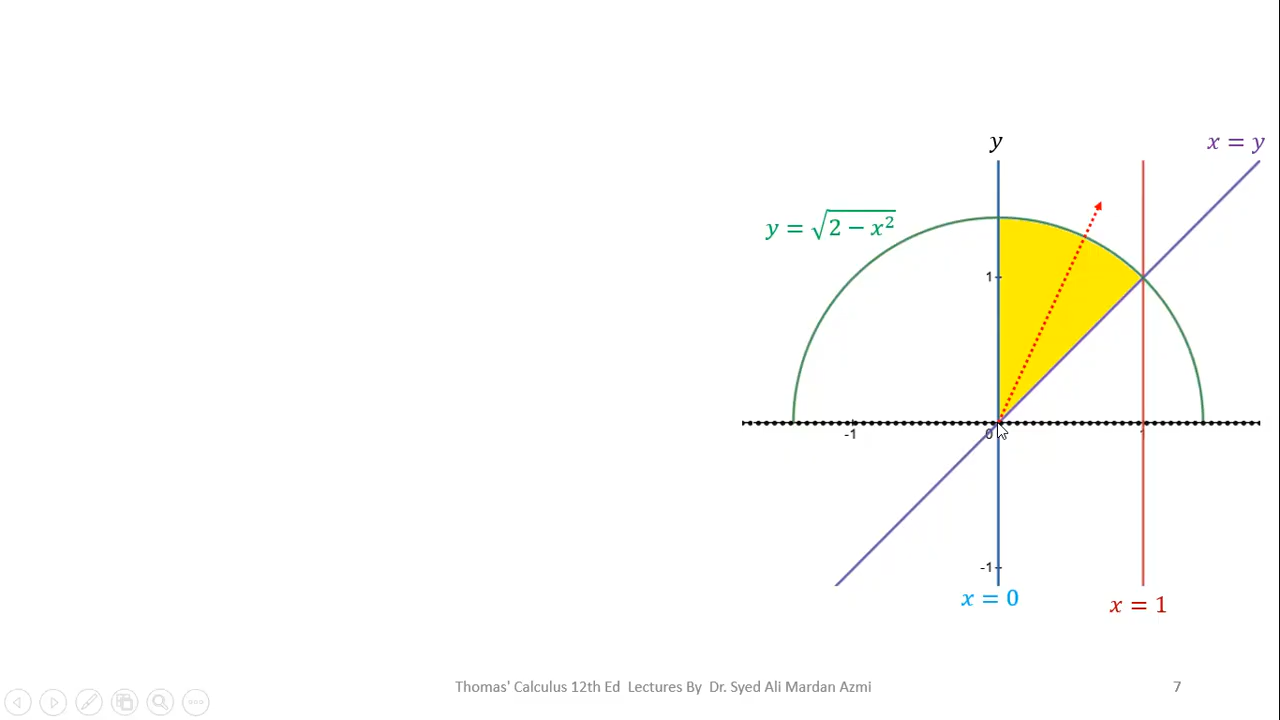 y
x = y
y = √(2 − x²)
1
-1
0
1
-1
x = 0
x = 1
Thomas' Calculus 12th Ed Lectures By Dr. Syed Ali Mardan Azmi
7